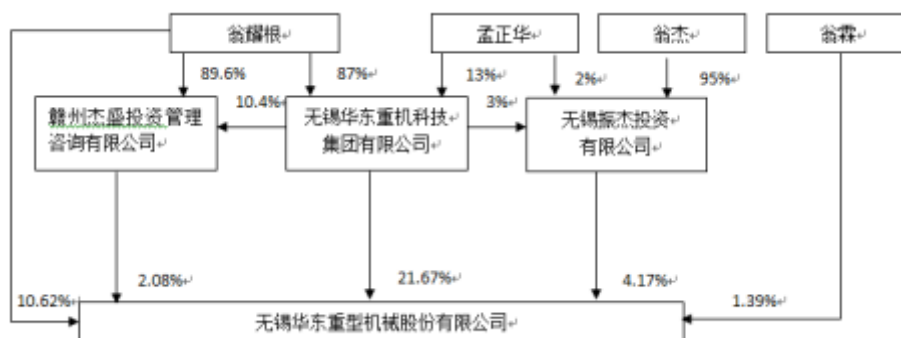 翁耀根
孟正华
翁杰
翁霖
89.6%
87%
13%
2%
95%
10.4%
3%
赣州杰盛投资管理
咨询有限公司
无锡华东重机科技
集团有限公司
无锡振杰投资
有限公司
10.62%
2.08%
21.67%
4.17%
1.39%
无锡华东重型机械股份有限公司